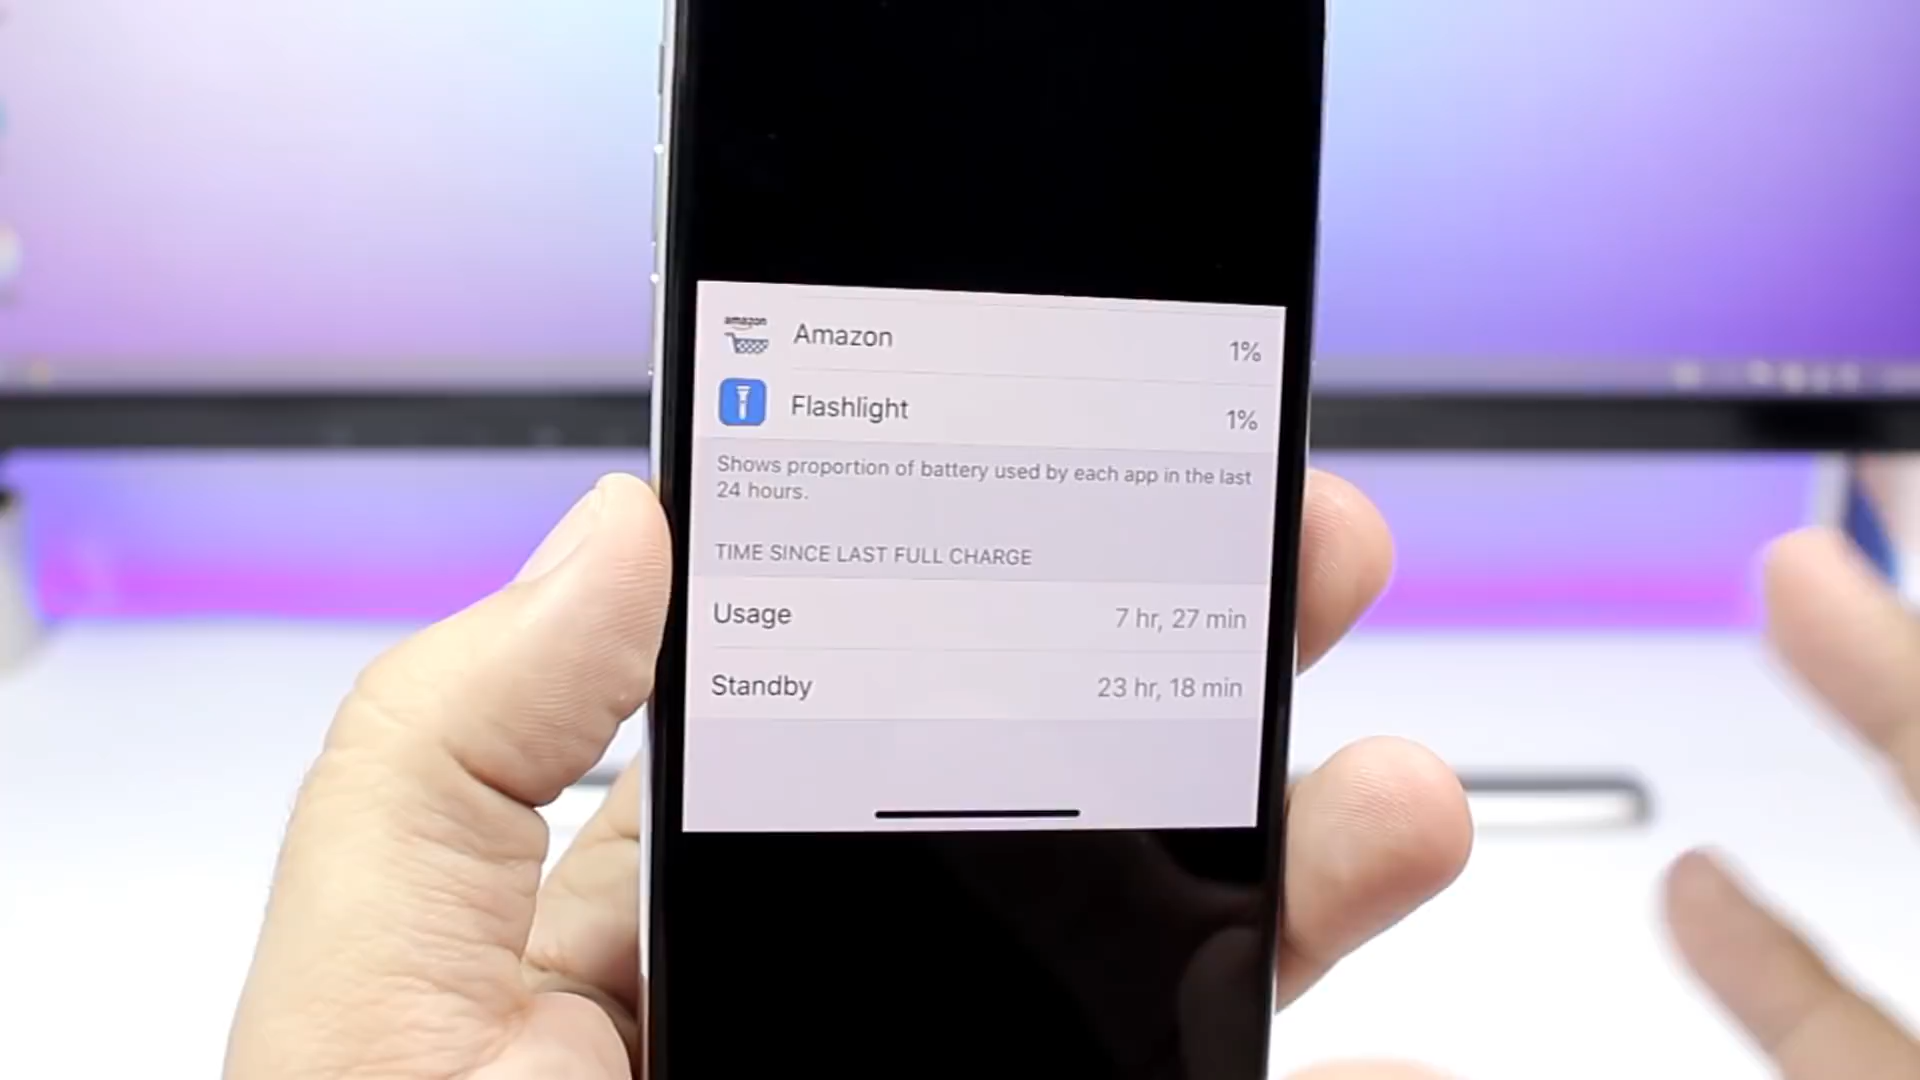 amazon
Amazon
1%
Flashlight
1%
Shows proportion of battery used by each app in the last
24 hours.
TIME SINCE LAST FULL CHARGE
Usage
7 hr, 27 min
Standby
23 hr, 18 min